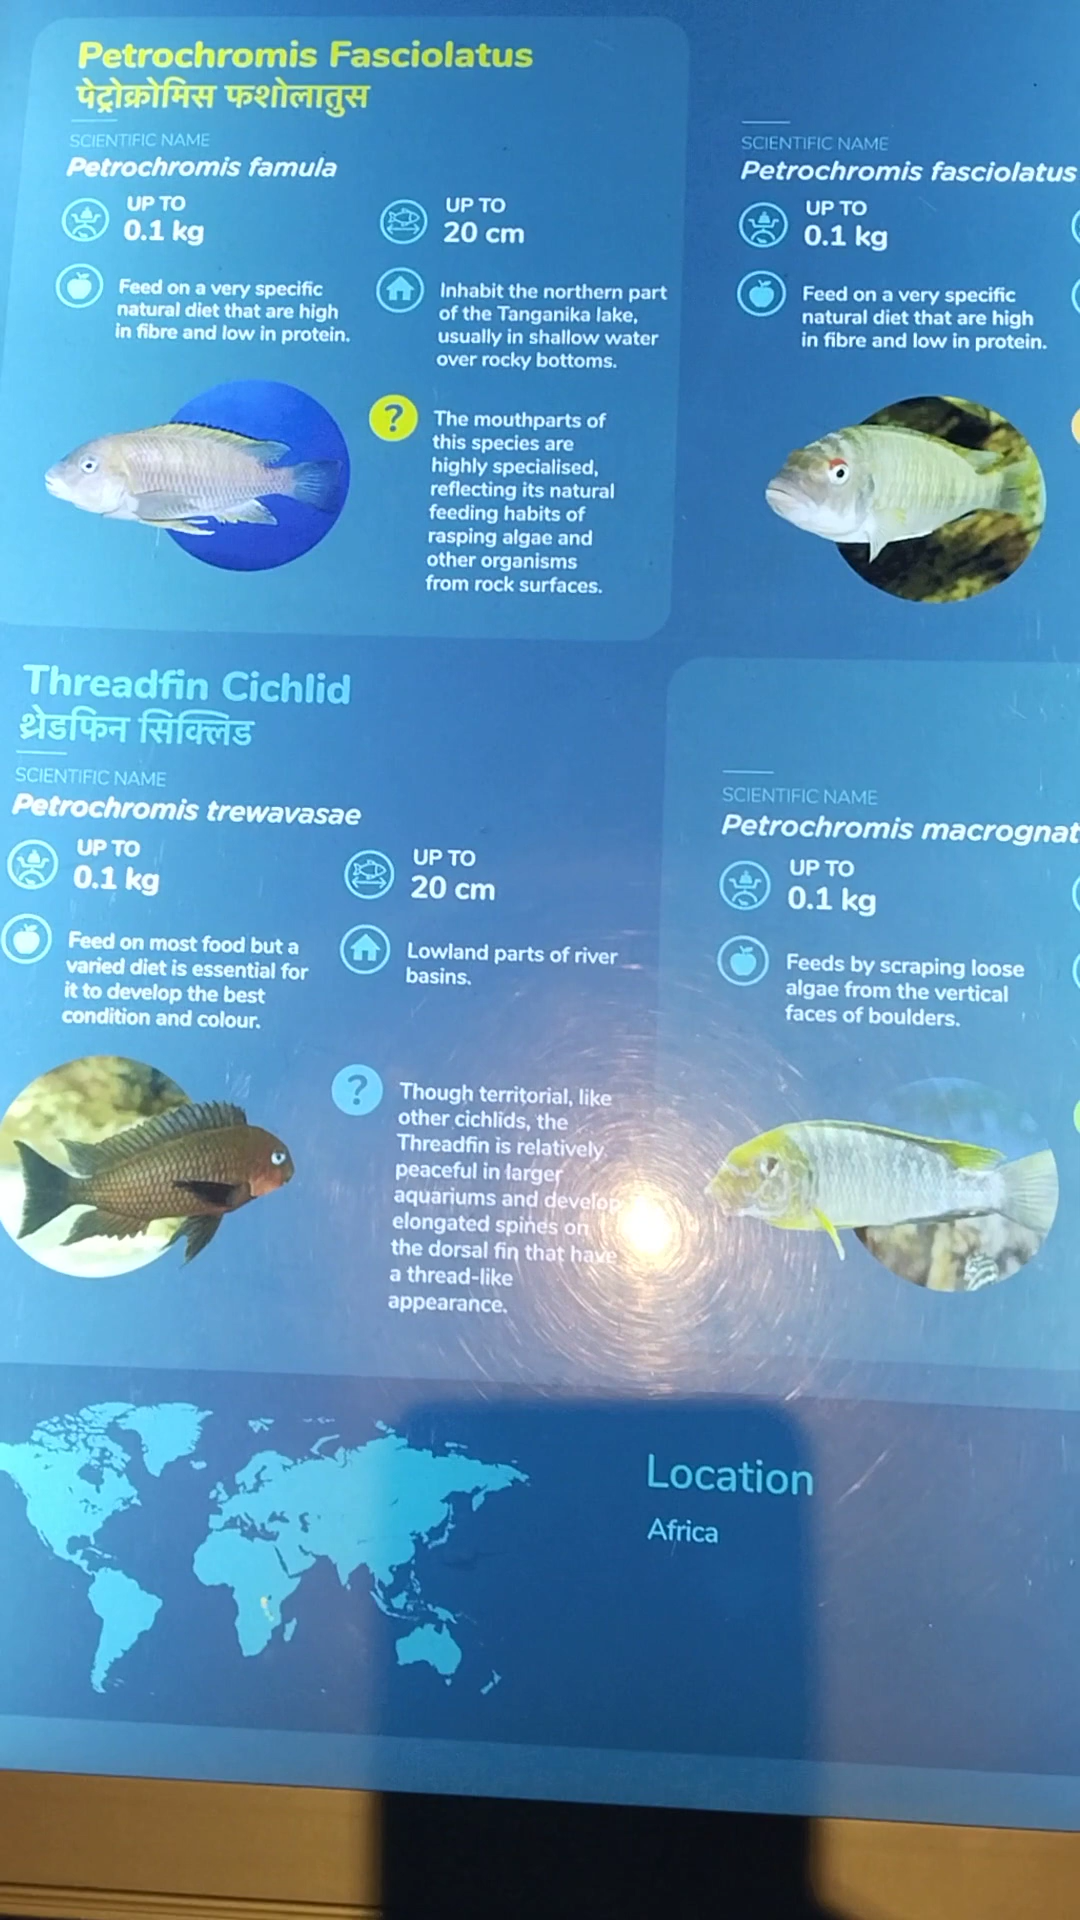 Petrochromis Fasciolatus
पेट्रोक्रोमिस फशोलातुस
SCIENTIFIC NAME
Petrochromis famula
UP TO
0.1 kg
UP TO
20 cm
Feed on a very specific
natural diet that are high
in fibre and low in protein.
Inhabit the northern part
of the Tanganika lake,
usually in shallow water
over rocky bottoms.
?
The mouthparts of
this species are
highly specialised,
reflecting its natural
feeding habits of
rasping algae and
other organisms
from rock surfaces.
SCIENTIFIC NAME
Petrochromis fasciolatus
UP TO
0.1 kg
Feed on a very specific
natural diet that are high
in fibre and low in protein.
Threadfin Cichlid
थ्रेडफिन सिक्लिड
SCIENTIFIC NAME
Petrochromis trewavasae
UP TO
0.1 kg
UP TO
20 cm
Feed on most food but a
varied diet is essential for
it to develop the best
condition and colour.
Lowland parts of river
basins.
?
Though territorial, like
other cichlids, the
Threadfin is relatively
peaceful in larger
aquariums and develop
elongated spines on
the dorsal fin that have
a thread-like
appearance.
SCIENTIFIC NAME
Petrochromis macrognat
UP TO
0.1 kg
Feeds by scraping loose
algae from the vertical
faces of boulders.
Location
Africa